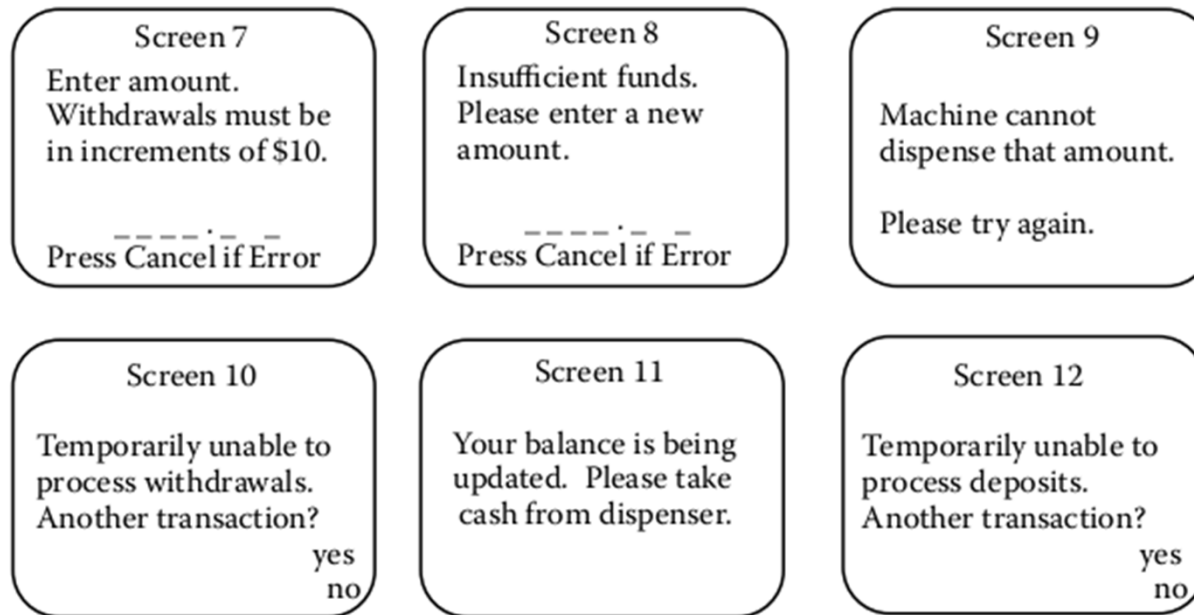 Screen 7
Enter amount.
Withdrawals must be
in increments of $10.
_ _ _ _ . _ _
Press Cancel if Error
Screen 8
Insufficient funds.
Please enter a new
amount.
_ _ _ _ . _ _
Press Cancel if Error
Screen 9
Machine cannot
dispense that amount.
Please try again.
Screen 10
Temporarily unable to
process withdrawals.
Another transaction?
yes
no
Screen 11
Your balance is being
updated. Please take
cash from dispenser.
Screen 12
Temporarily unable to
process deposits.
Another transaction?
yes
no